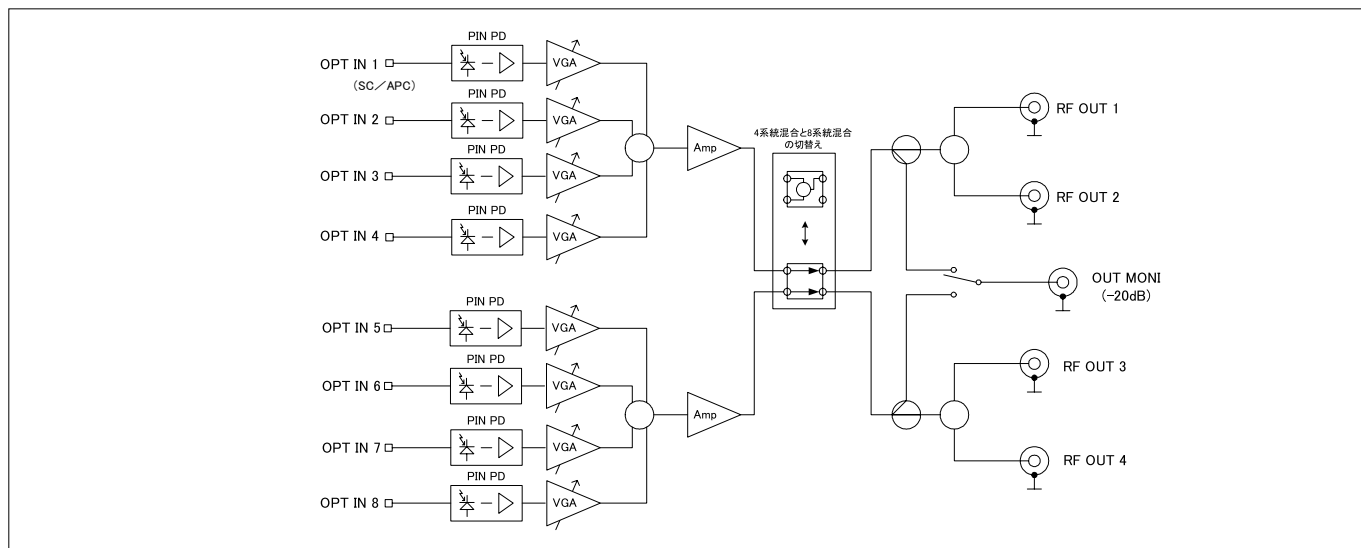 PIN PD
OPT IN 1
(SC／APC)
VGA
PIN PD
OPT IN 2
VGA
PIN PD
OPT IN 3
VGA
PIN PD
OPT IN 4
VGA
Amp
PIN PD
OPT IN 5
VGA
PIN PD
OPT IN 6
VGA
PIN PD
OPT IN 7
VGA
PIN PD
OPT IN 8
VGA
Amp
4系統混合と8系統混合
の切替え
RF OUT 1
RF OUT 2
OUT MONI
(-20dB)
RF OUT 3
RF OUT 4